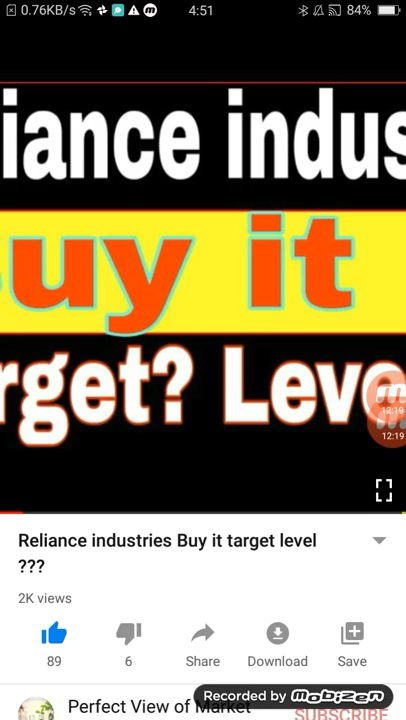 0.76KB/s 4:51 84%
iance indus
uy it
rget? Leve
12:19
12:19
Reliance industries Buy it target level
???
2K views
89 6 Share Download Save
Perfect View of Market
Recorded by mobizen
SUBSCRIBE